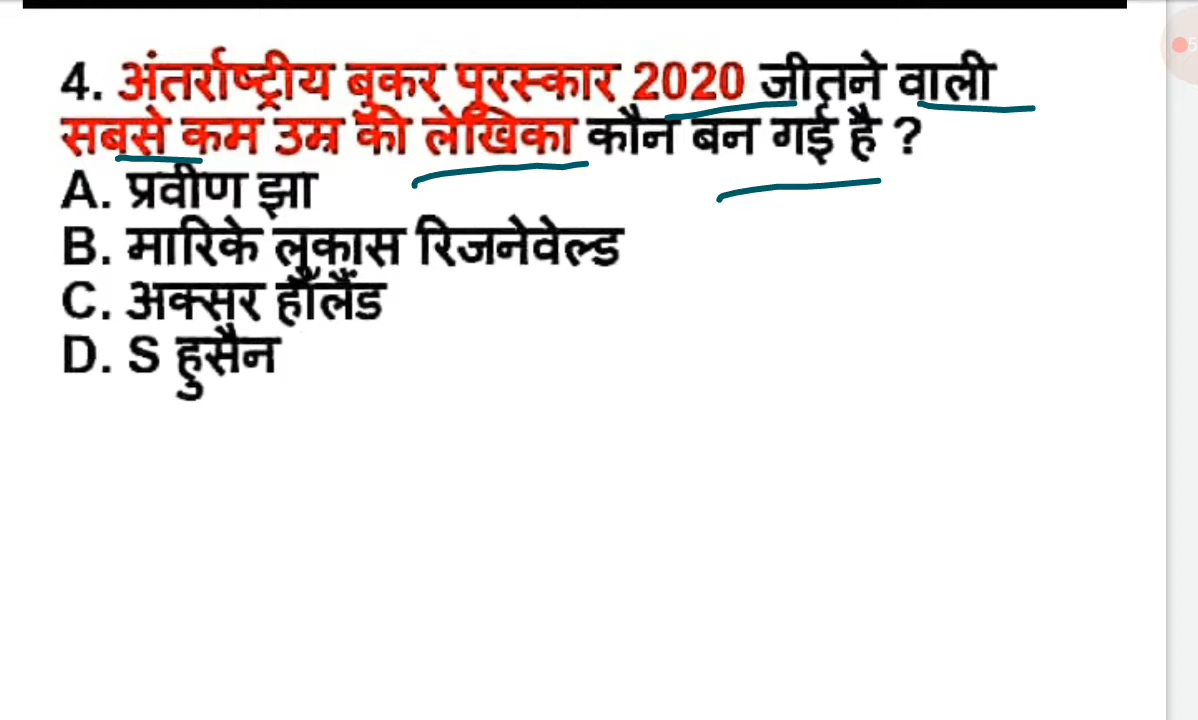 4. अंतर्राष्ट्रीय बुकर पुरस्कार 2020 जीतने वाली
सबसे कम उम्र की लेखिका कौन बन गई है ?
A. प्रवीण झा
B. मारिके लुकास रिजनेवेल्ड
C. अक्सर हॉलैंड
D. S हुसैन